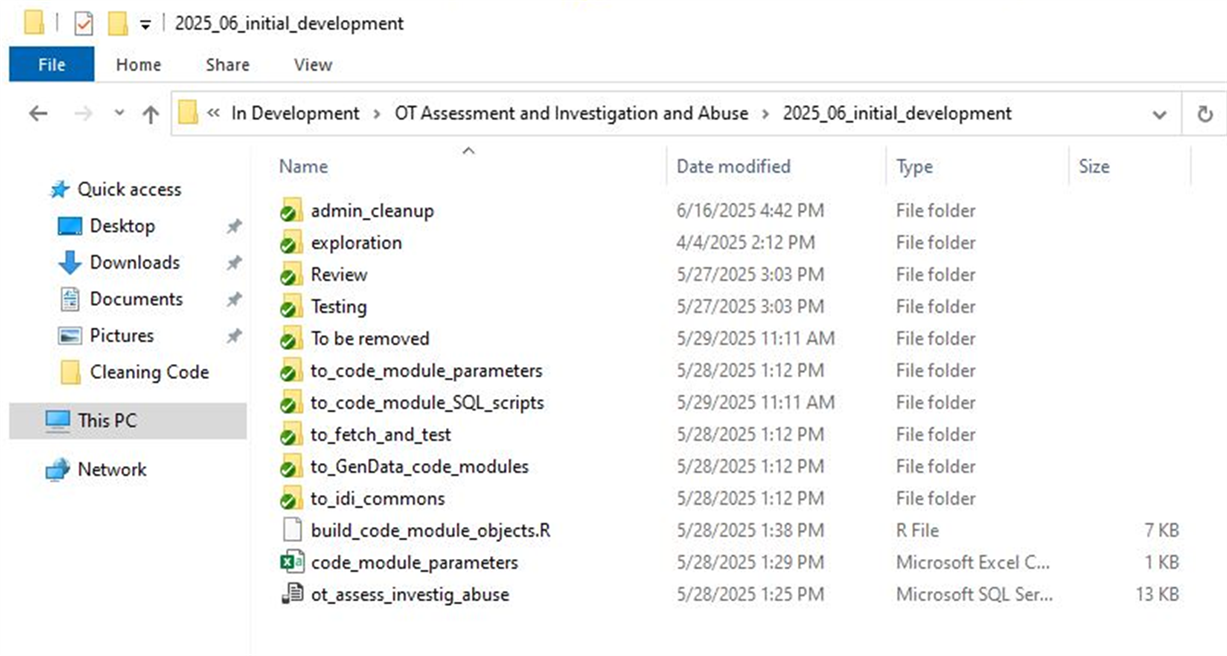 2025_06_initial_development
File Home Share View
« In Development > OT Assessment and Investigation and Abuse > 2025_06_initial_development
Name Date modified Type Size
Quick access
Desktop
Downloads
Documents
Pictures
Cleaning Code
This PC
Network
admin_cleanup 6/16/2025 4:42 PM File folder
exploration 4/4/2025 2:12 PM File folder
Review 5/27/2025 3:03 PM File folder
Testing 5/27/2025 3:03 PM File folder
To be removed 5/29/2025 11:11 AM File folder
to_code_module_parameters 5/28/2025 1:12 PM File folder
to_code_module_SQL_scripts 5/29/2025 11:11 AM File folder
to_fetch_and_test 5/28/2025 1:12 PM File folder
to_GenData_code_modules 5/28/2025 1:12 PM File folder
to_idi_commons 5/28/2025 1:12 PM File folder
build_code_module_objects.R 5/28/2025 1:38 PM R File 7 KB
code_module_parameters 5/28/2025 1:29 PM Microsoft Excel C... 1 KB
ot_assess_investig_abuse 5/28/2025 1:25 PM Microsoft SQL Ser... 13 KB